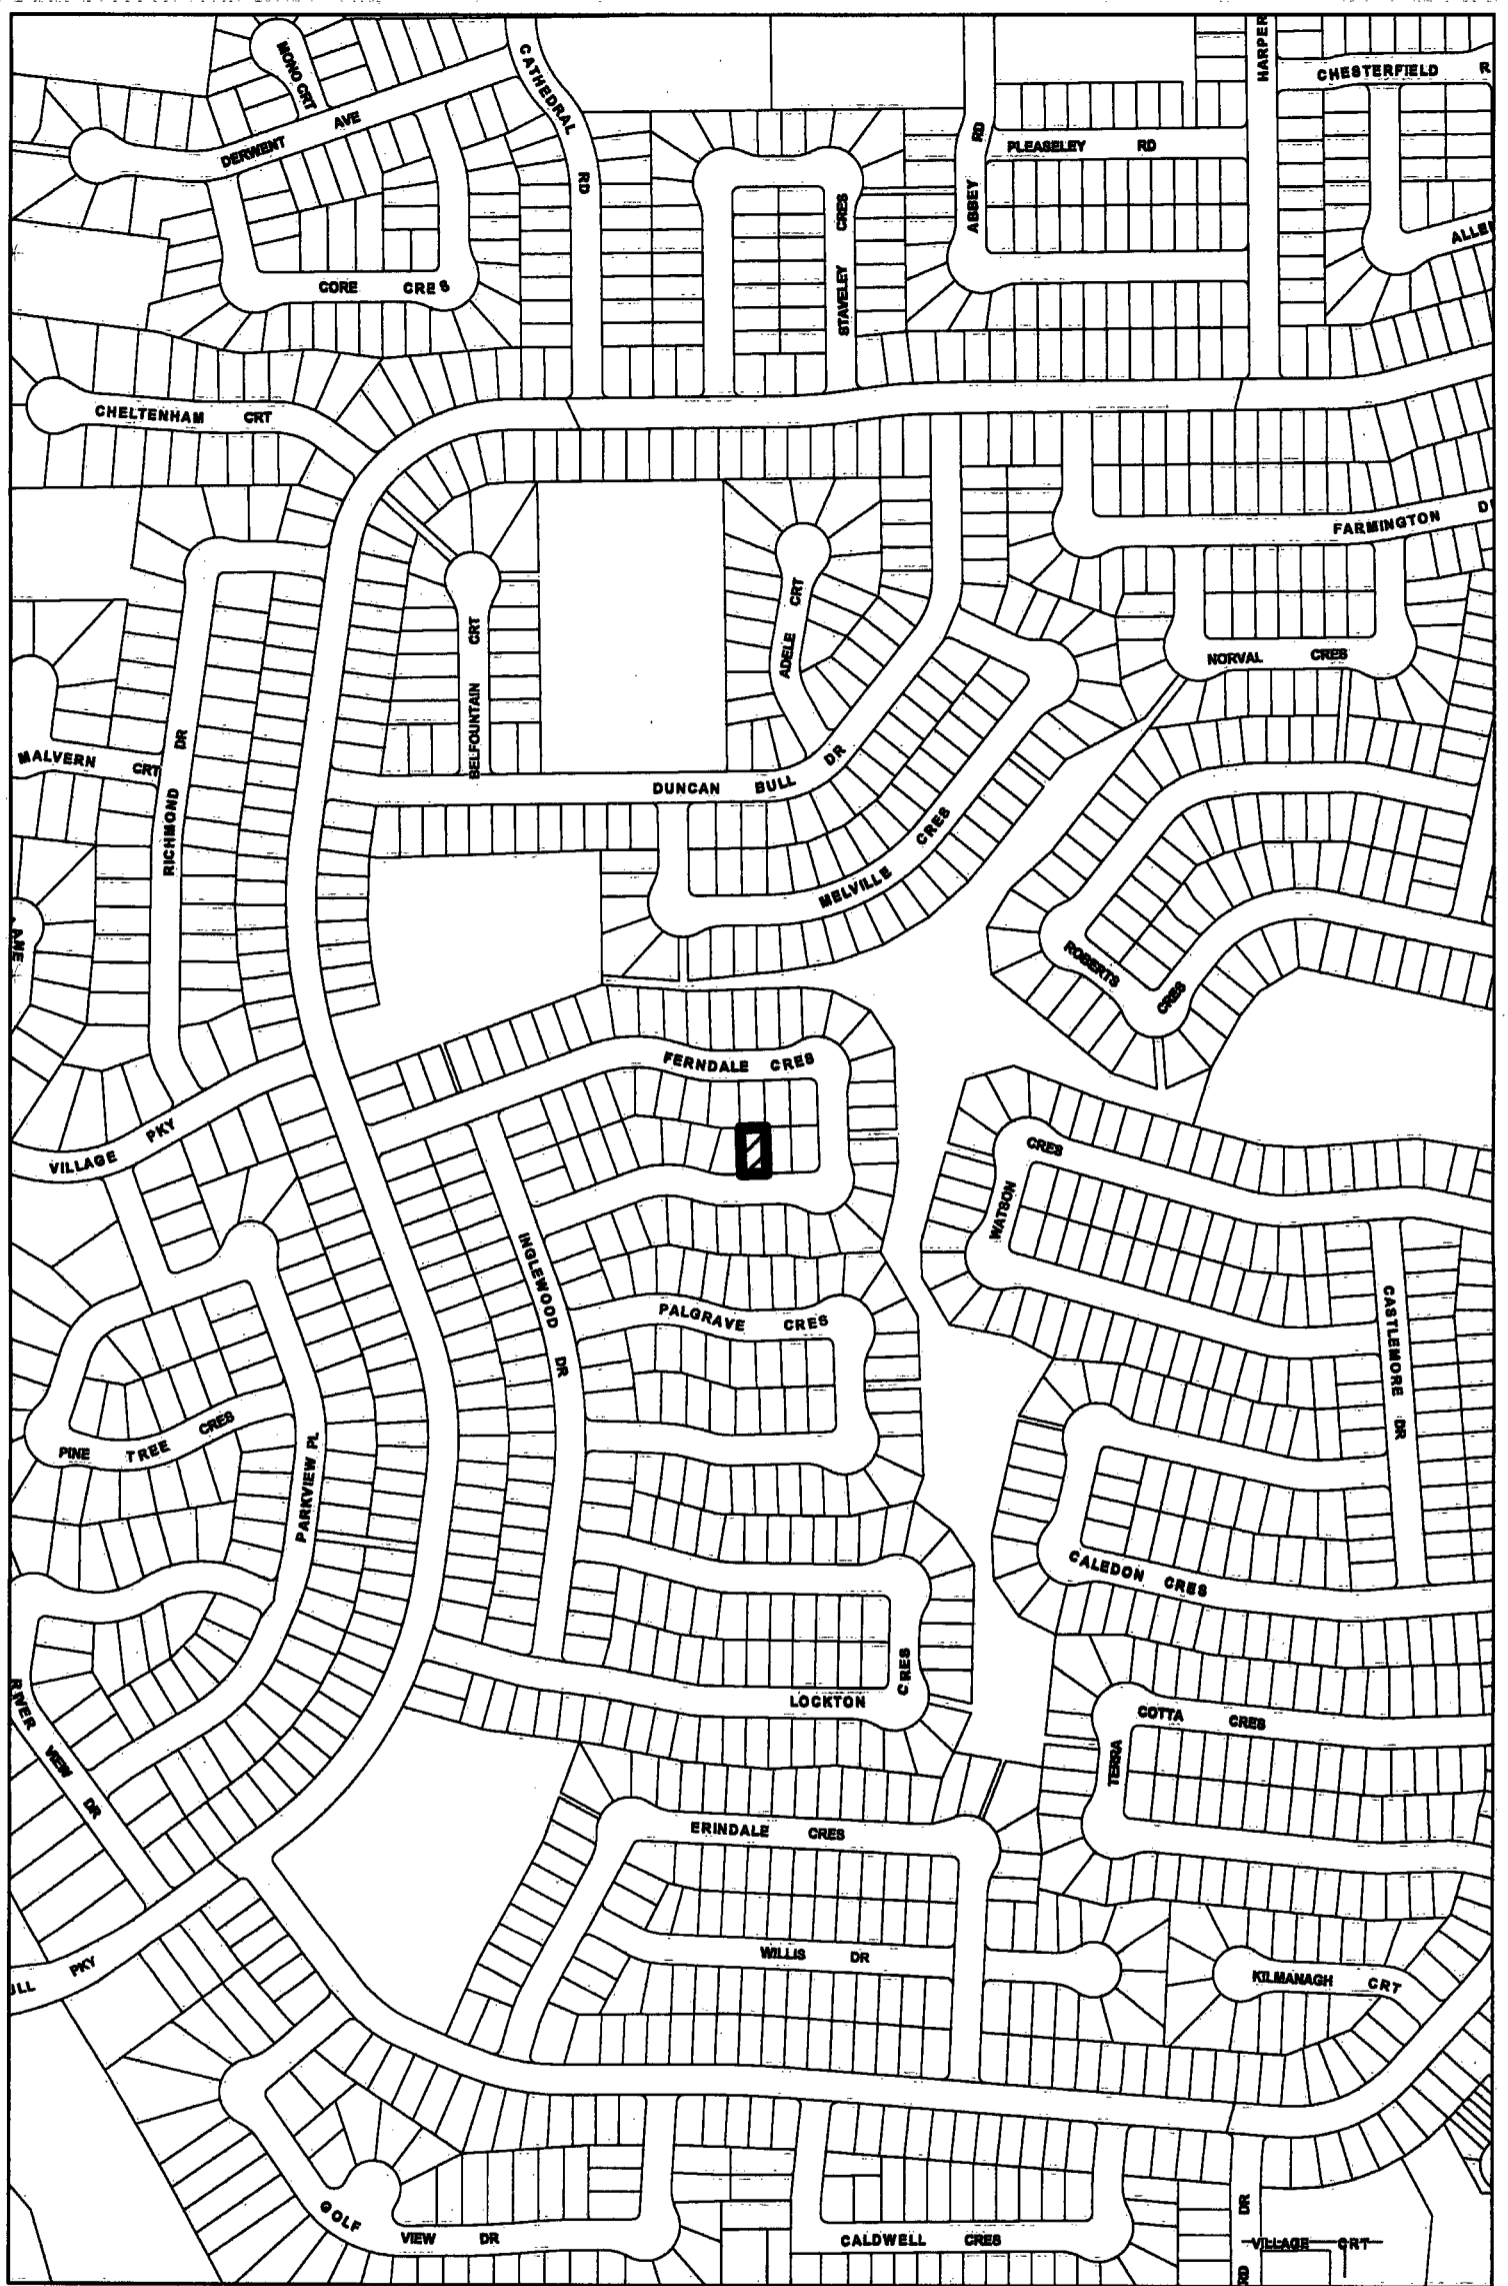 MONO CRT
CATHEDRAL RD
HARPER
CHESTERFIELD R
DERWENT AVE
ABBEY RD
PLEASELEY RD
STAVELEY CRES
GORE CRES
CHELTENHAM CRT
FARMINGTON D
ADELE CRT
BELFOUNTAIN CRT
NORVAL CRES
RICHMOND DR
MALVERN CRT
DUNCAN BULL DR
MELVILLE CRES
ROBERTS CRES
FERNDALE CRES
VILLAGE PKY
WATSON CRES
INGLEWOOD DR
PALGRAVE CRES
CASTLEMORE DR
PINE TREE CRES
PARKVIEW PL
CALEDON CRES
LOCKTON CRES
RIVER VIEW DR
TERRA COTTA CRES
ERINDALE CRES
WILLIS DR
KILMANAGH CRT
PKY
GOLF VIEW DR
CALDWELL CRES
DR
VILLAGE CRT
RD